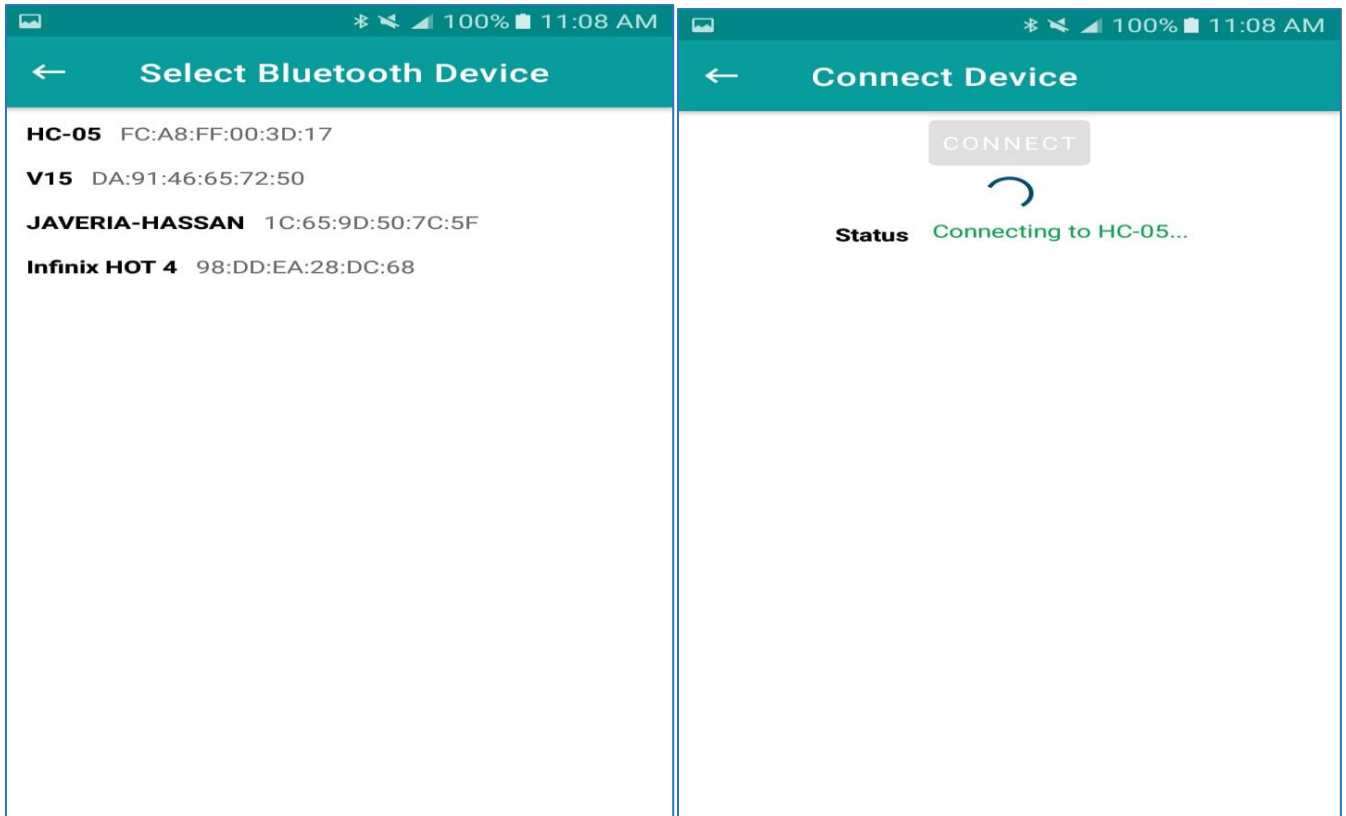 100% 11:08 AM
Select Bluetooth Device
HC-05 FC:A8:FF:00:3D:17
V15 DA:91:46:65:72:50
JAVERIA-HASSAN 1C:65:9D:50:7C:5F
Infinix HOT 4 98:DD:EA:28:DC:68
100% 11:08 AM
Connect Device
CONNECT
Status Connecting to HC-05...